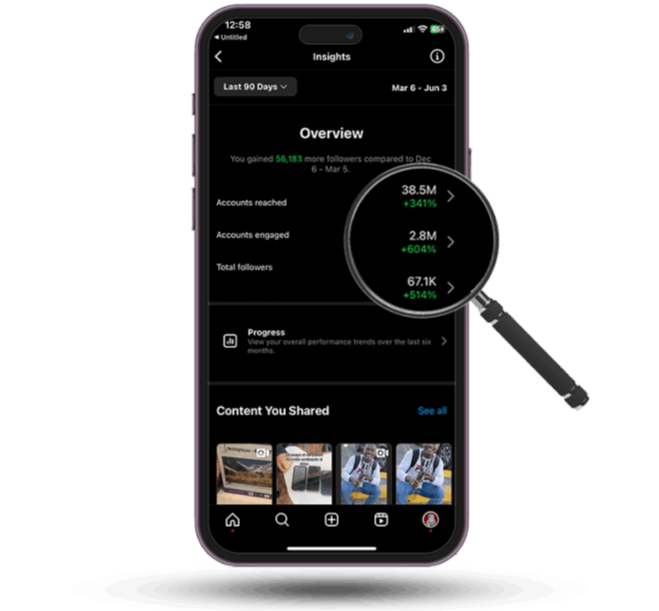 12:58
◀ Untitled
Insights
Last 90 Days
Mar 6 - Jun 3
Overview
You gained 56,183 more followers compared to Dec
6 - Mar 5.
Accounts reached
38.5M
+341%
Accounts engaged
2.8M
+604%
Total followers
67.1K
+514%
Progress
View your overall performance trends over the last six
months.
Content You Shared
See all